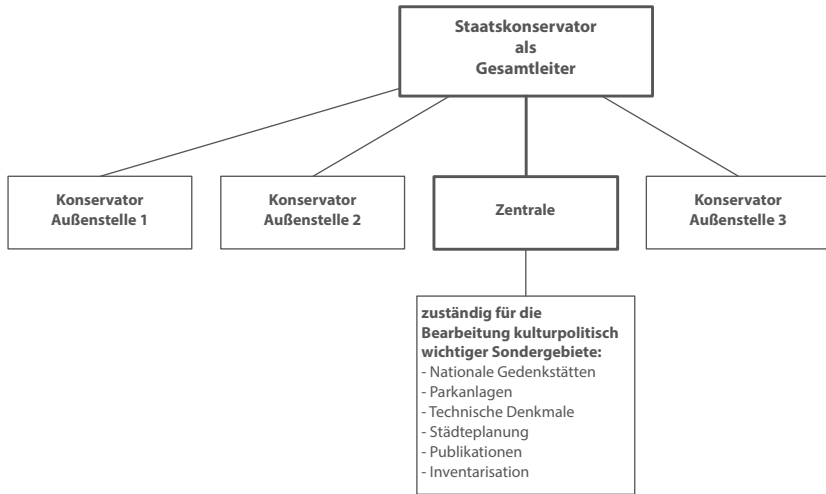 Staatskonservator
als
Gesamtleiter
Konservator
Außenstelle 1
Konservator
Außenstelle 2
Zentrale
Konservator
Außenstelle 3
zuständig für die
Bearbeitung kulturpolitisch
wichtiger Sondergebiete:
- Nationale Gedenkstätten
- Parkanlagen
- Technische Denkmale
- Städteplanung
- Publikationen
- Inventarisation